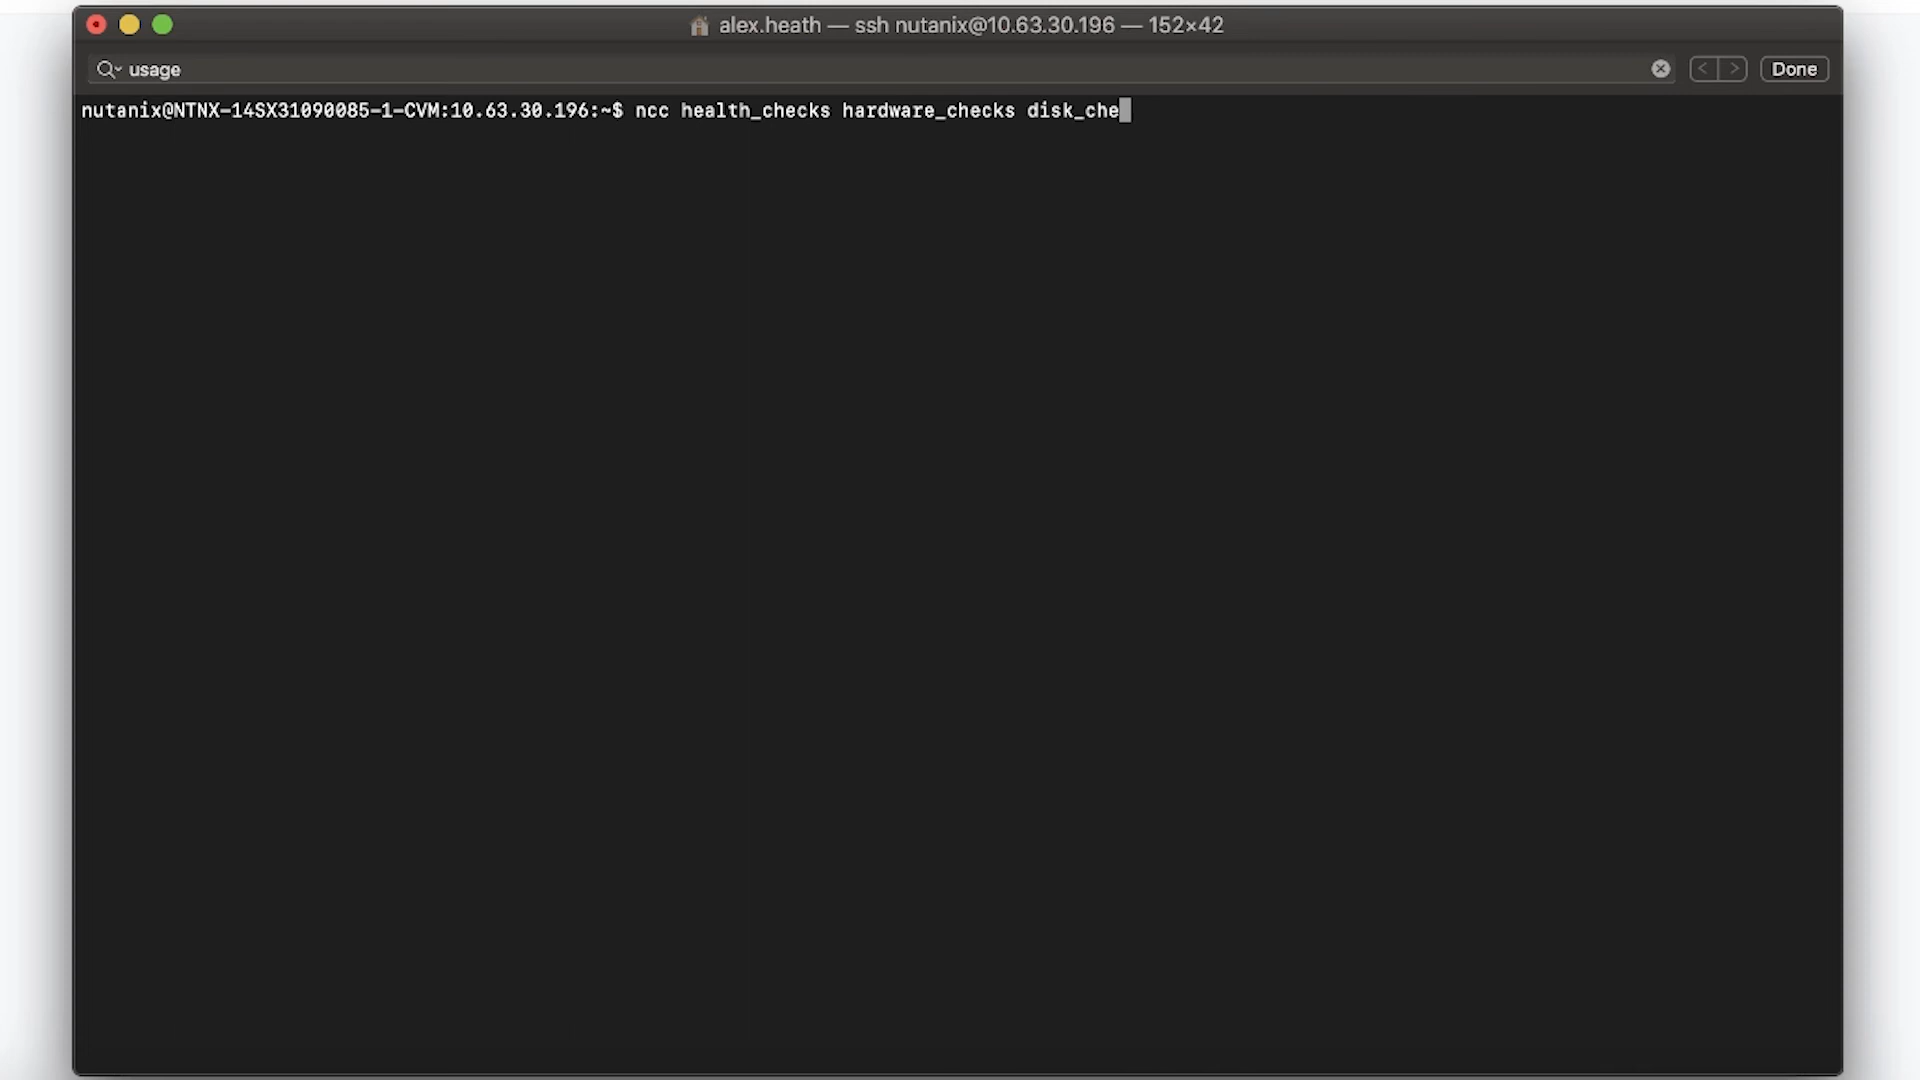 alex.heath — ssh nutanix@10.63.30.196 — 152×42
usage
Done
nutanix@NTNX-14SX31090085-1-CVM:10.63.30.196:~$ ncc health_checks hardware_checks disk_che